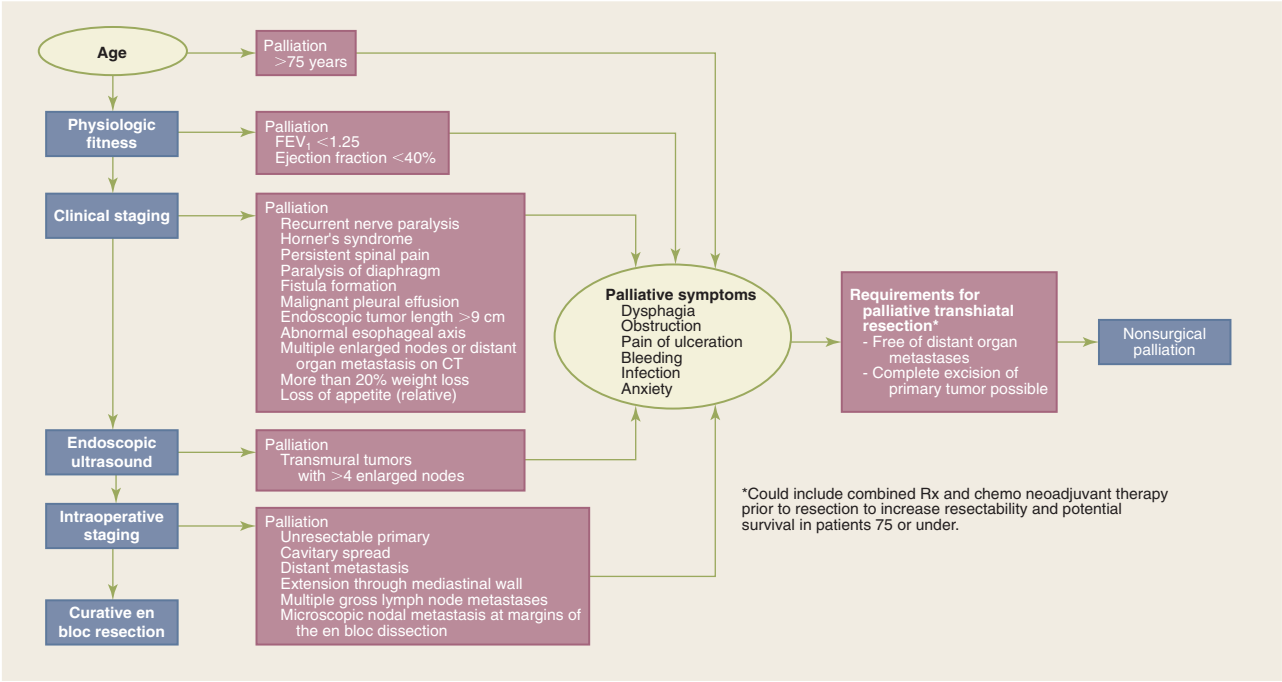 Age
Palliation
>75 years
Physiologic
fitness
Palliation
FEV₁ <1.25
Ejection fraction <40%
Clinical staging
Palliation
Recurrent nerve paralysis
Horner's syndrome
Persistent spinal pain
Paralysis of diaphragm
Fistula formation
Malignant pleural effusion
Endoscopic tumor length >9 cm
Abnormal esophageal axis
Multiple enlarged nodes or distant
organ metastasis on CT
More than 20% weight loss
Loss of appetite (relative)
Endoscopic
ultrasound
Palliation
Transmural tumors
with >4 enlarged nodes
Intraoperative
staging
Palliation
Unresectable primary
Cavitary spread
Distant metastasis
Extension through mediastinal wall
Multiple gross lymph node metastases
Microscopic nodal metastasis at margins of
the en bloc dissection
Curative en
bloc resection
Palliative symptoms
Dysphagia
Obstruction
Pain of ulceration
Bleeding
Infection
Anxiety
Requirements for
palliative transhiatal
resection*
- Free of distant organ
metastases
- Complete excision of
primary tumor possible
Nonsurgical
palliation
*Could include combined Rx and chemo neoadjuvant therapy
prior to resection to increase resectability and potential
survival in patients 75 or under.